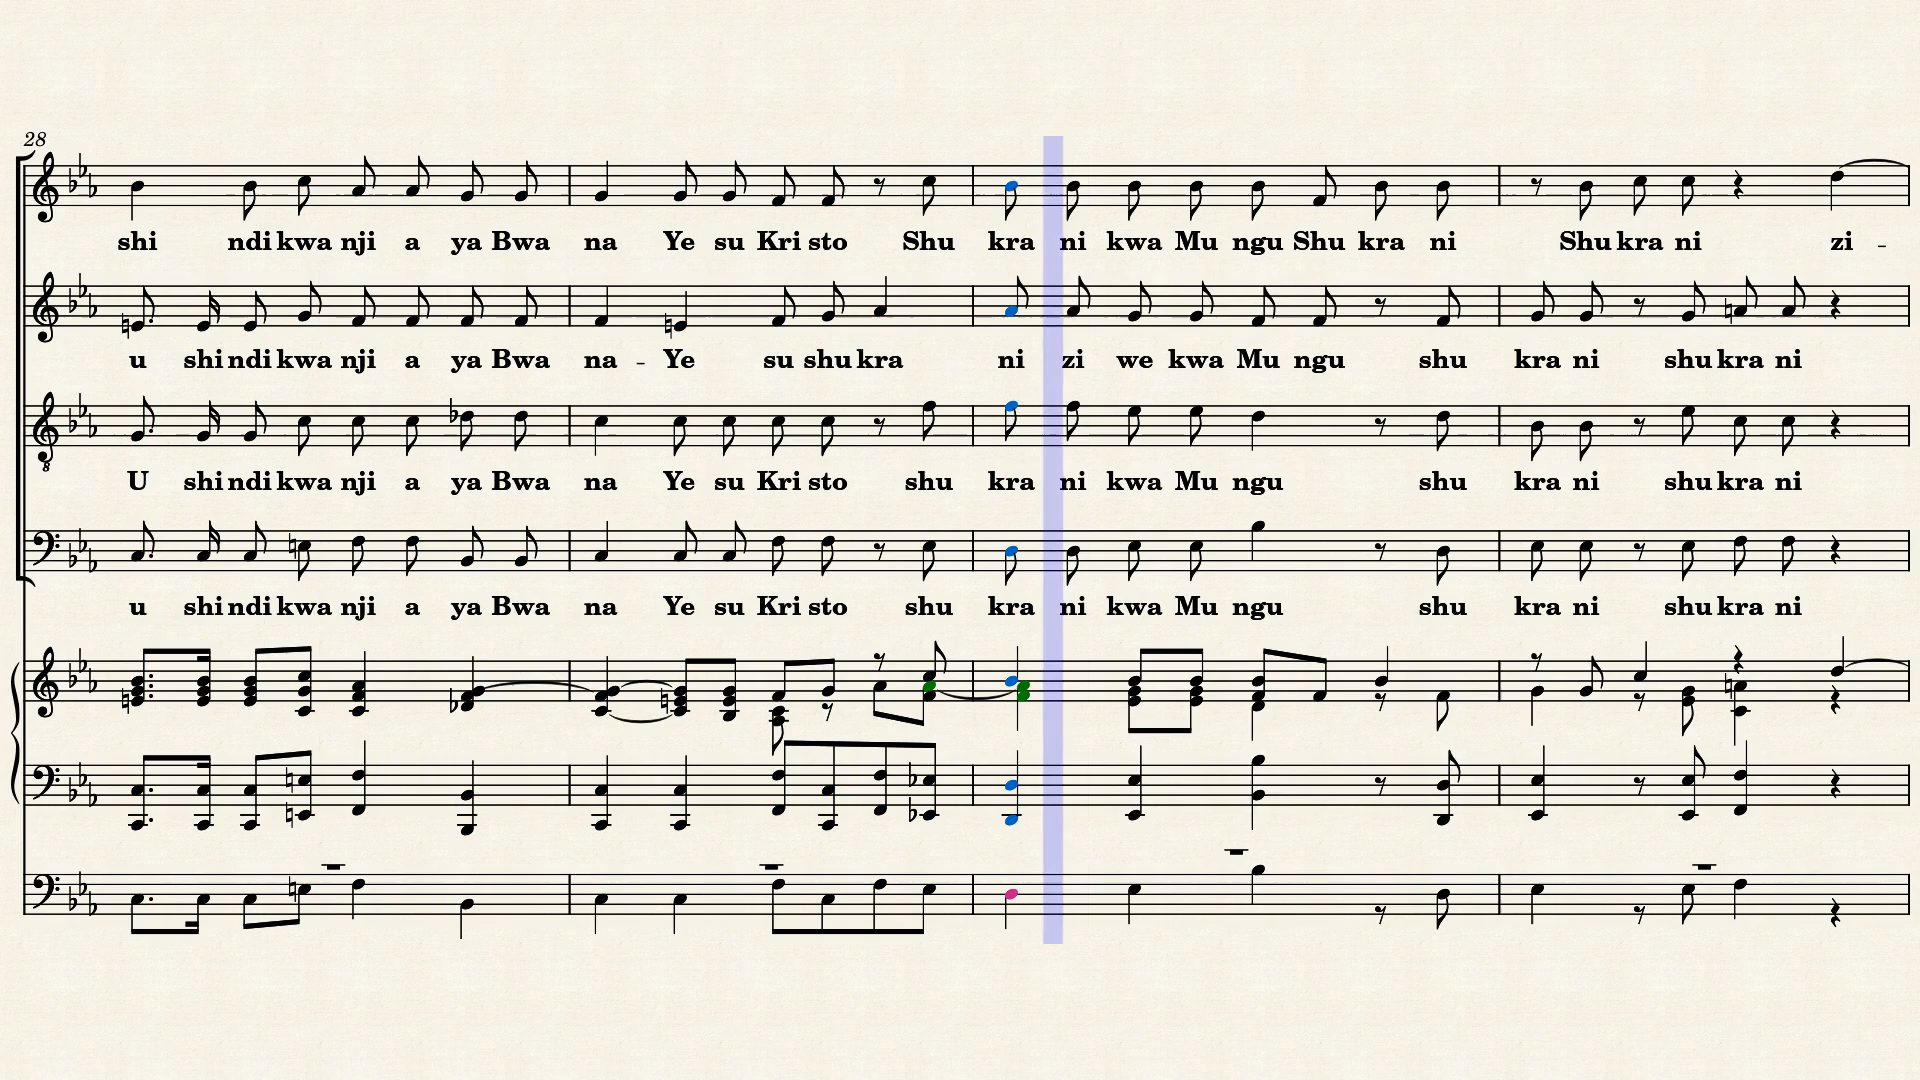 28
shi ndi kwa nji a ya Bwa na Ye su Kri sto Shu kra ni kwa Mu ngu Shu kra ni Shu kra ni zi -
u shi ndi kwa nji a ya Bwa na - Ye su shu kra ni zi we kwa Mu ngu shu kra ni shu kra ni
U shi ndi kwa nji a ya Bwa na Ye su Kri sto shu kra ni kwa Mu ngu shu kra ni shu kra ni
u shi ndi kwa nji a ya Bwa na Ye su Kri sto shu kra ni kwa Mu ngu shu kra ni shu kra ni